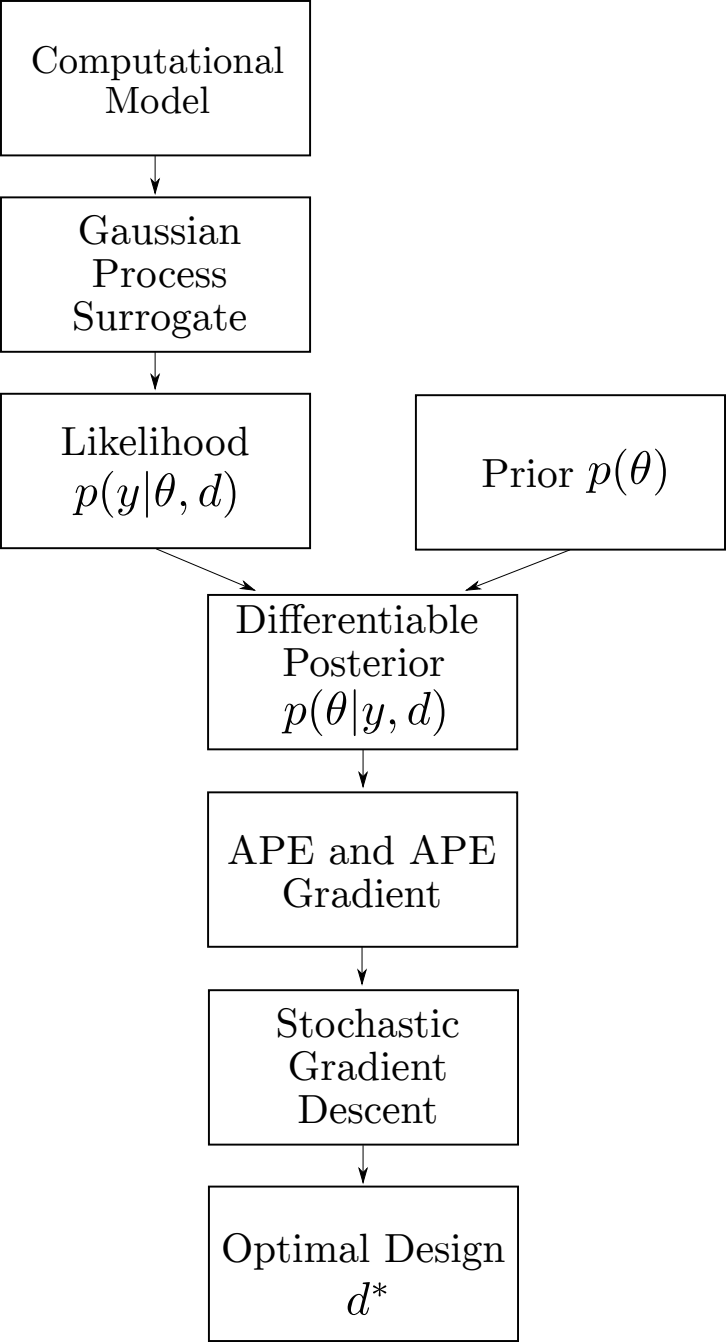 Computational
Model
Gaussian
Process
Surrogate
Likelihood
p(y|θ, d)
Prior p(θ)
Differentiable
Posterior
p(θ|y, d)
APE and APE
Gradient
Stochastic
Gradient
Descent
Optimal Design
d*